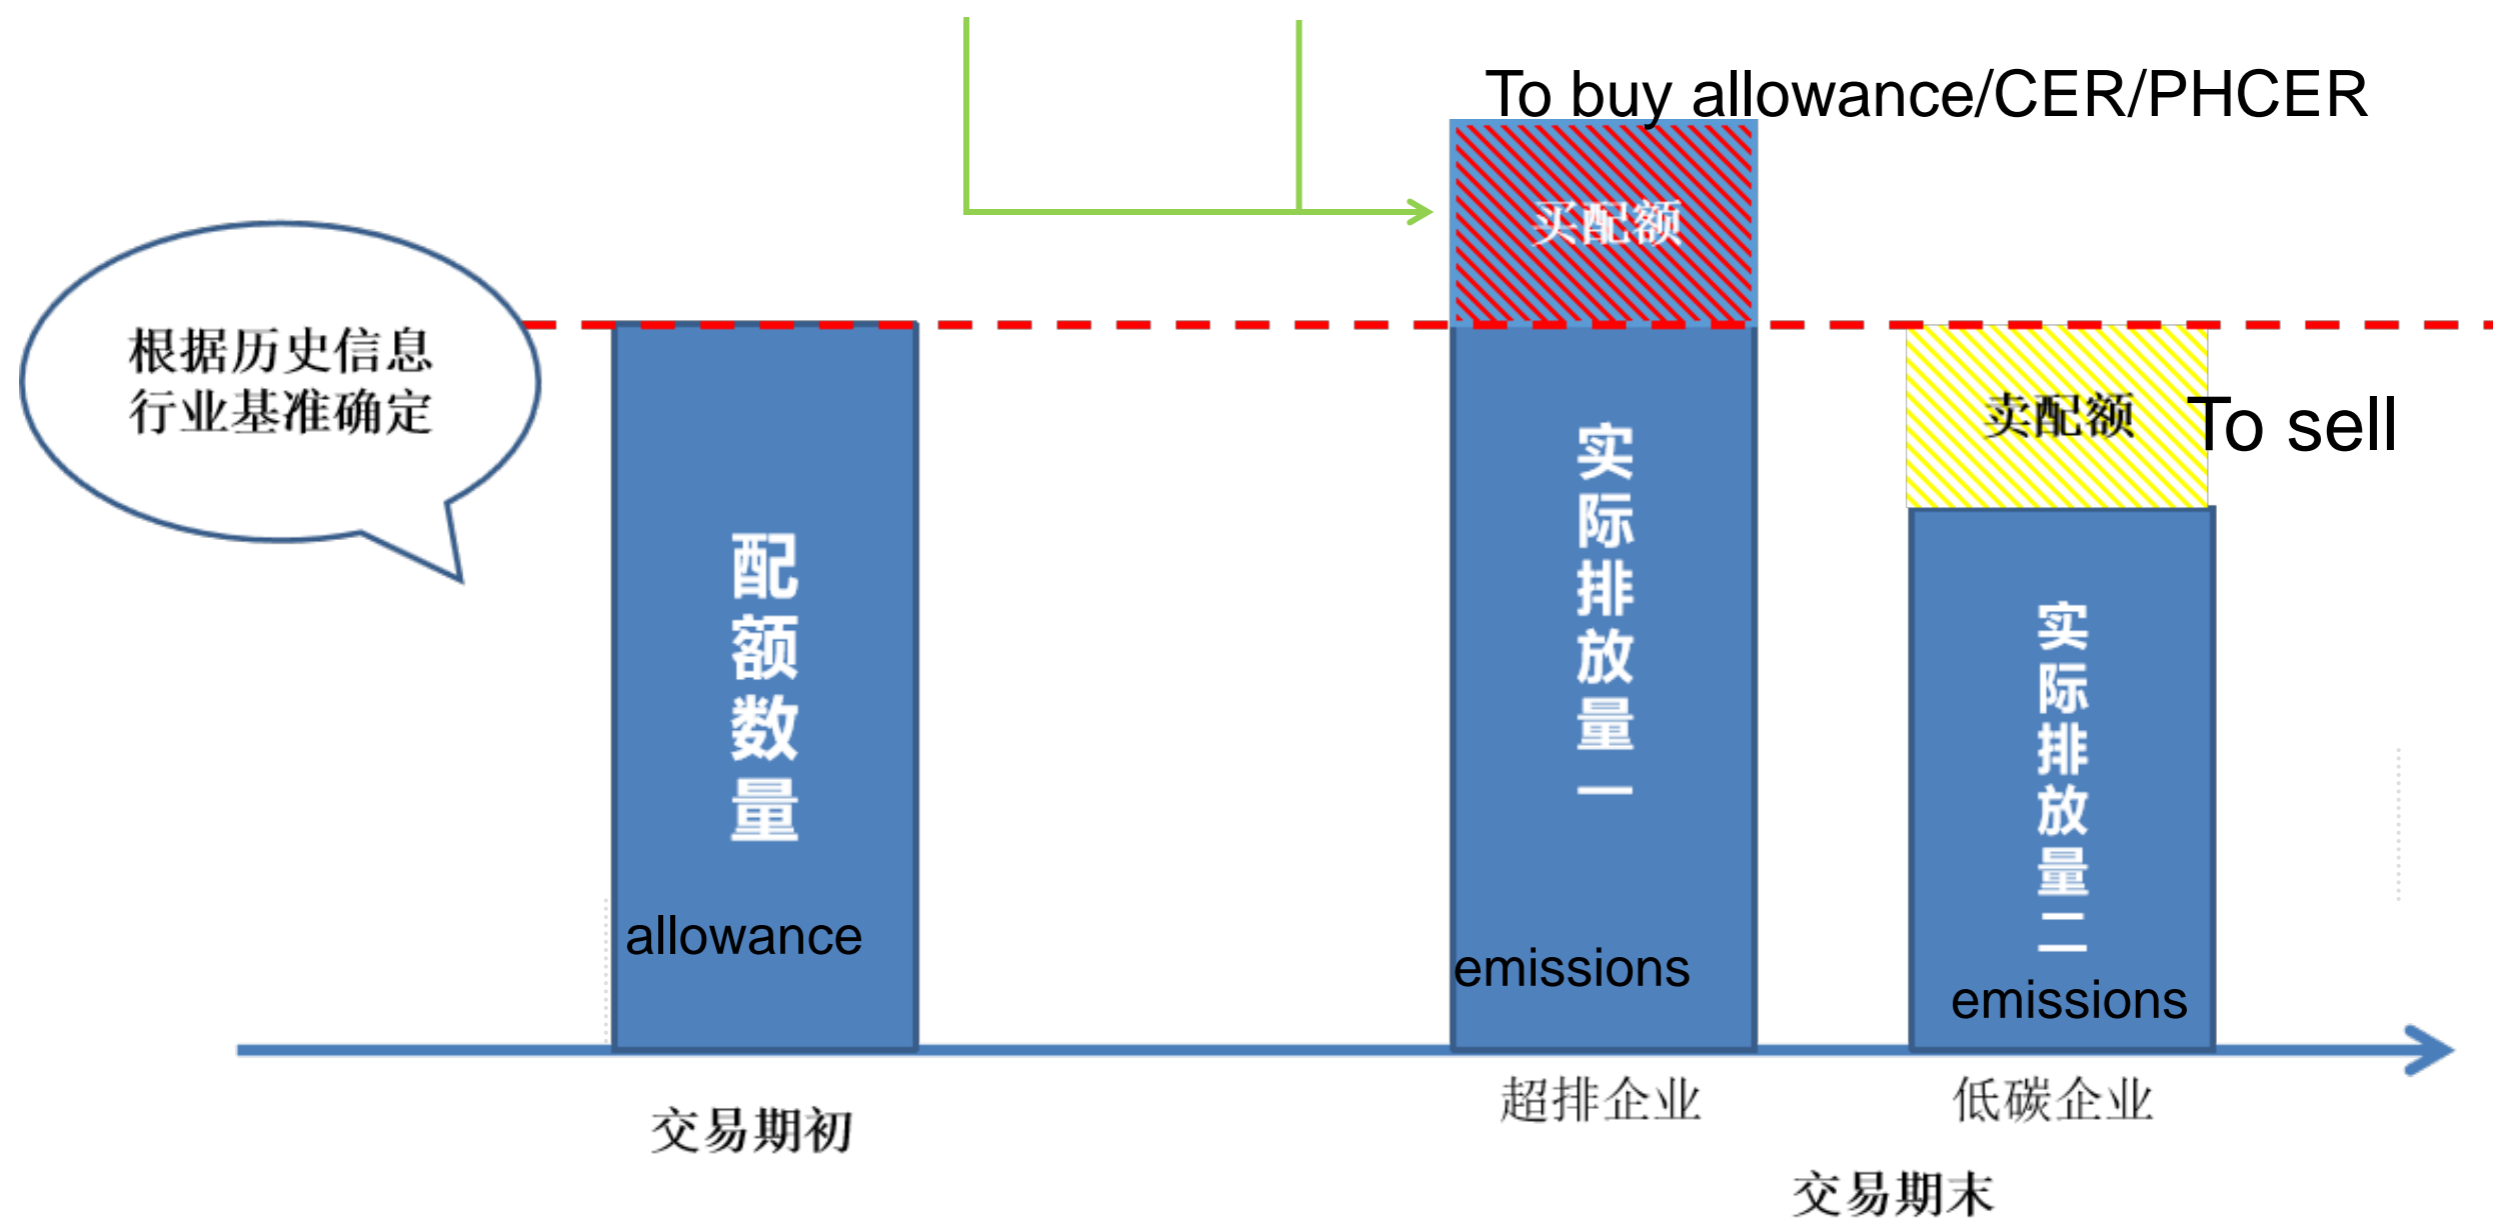 To buy allowance/CER/PHCER
买配额
根据历史信息
行业基准确定
卖配额
To sell
配额数量
实际排放量一
实际排放量二
allowance
emissions
emissions
超排企业
低碳企业
交易期初
交易期末